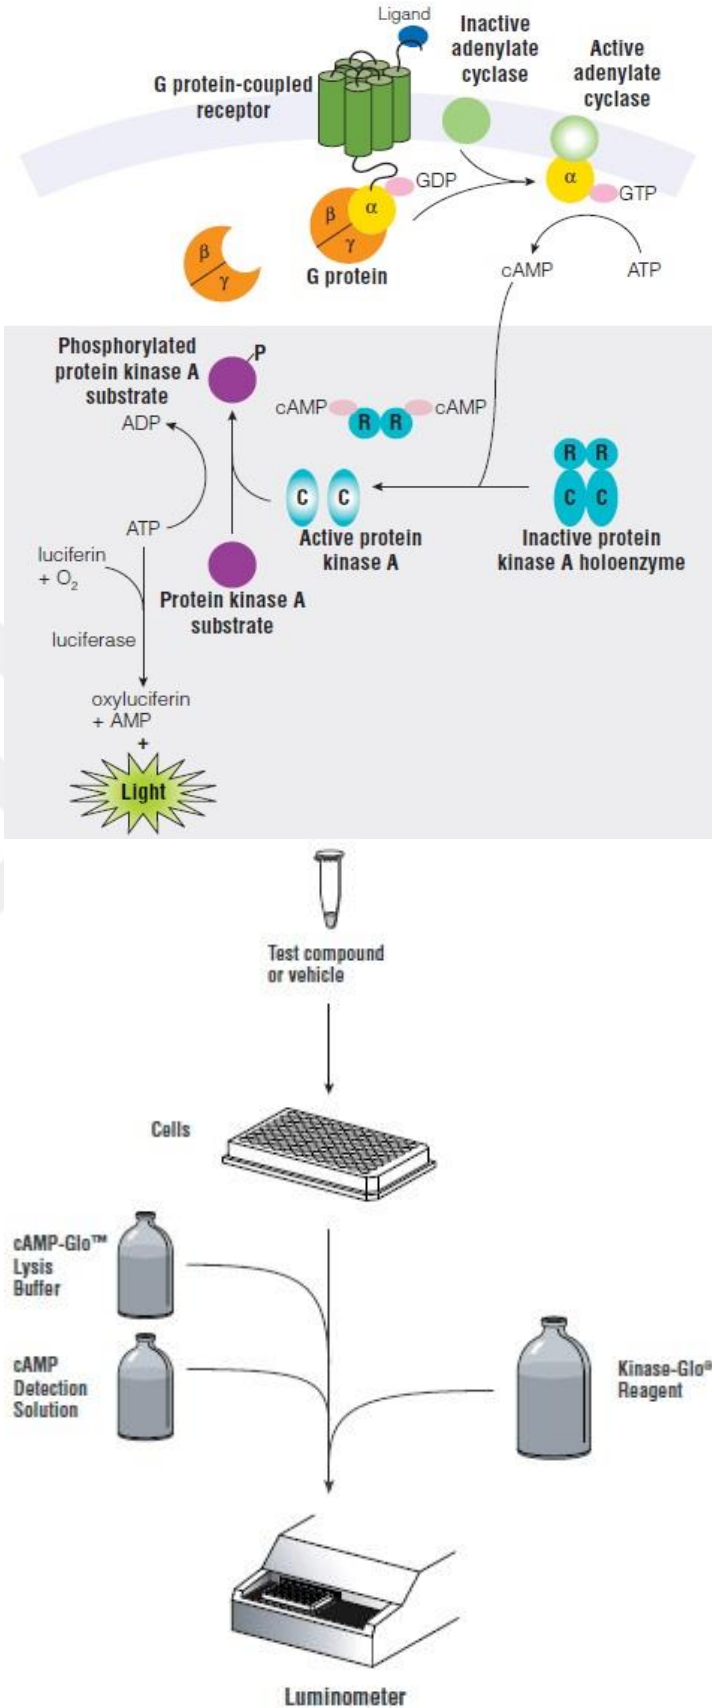 Ligand
Inactive
adenylate
cyclase
Active
adenylate
cyclase
G protein-coupled
receptor
GDP
α
GTP
β
α
γ
β
γ
G protein
cAMP
ATP
Phosphorylated
protein kinase A
substrate
P
ADP
cAMP
R R
cAMP
R R
C C
C C
ATP
Active protein
kinase A
Inactive protein
kinase A holoenzyme
luciferin
+ O₂
Protein kinase A
substrate
luciferase
oxyluciferin
+ AMP
+
Light
Test compound
or vehicle
Cells
cAMP-Glo™
Lysis
Buffer
cAMP
Detection
Solution
Kinase-Glo®
Reagent
Luminometer